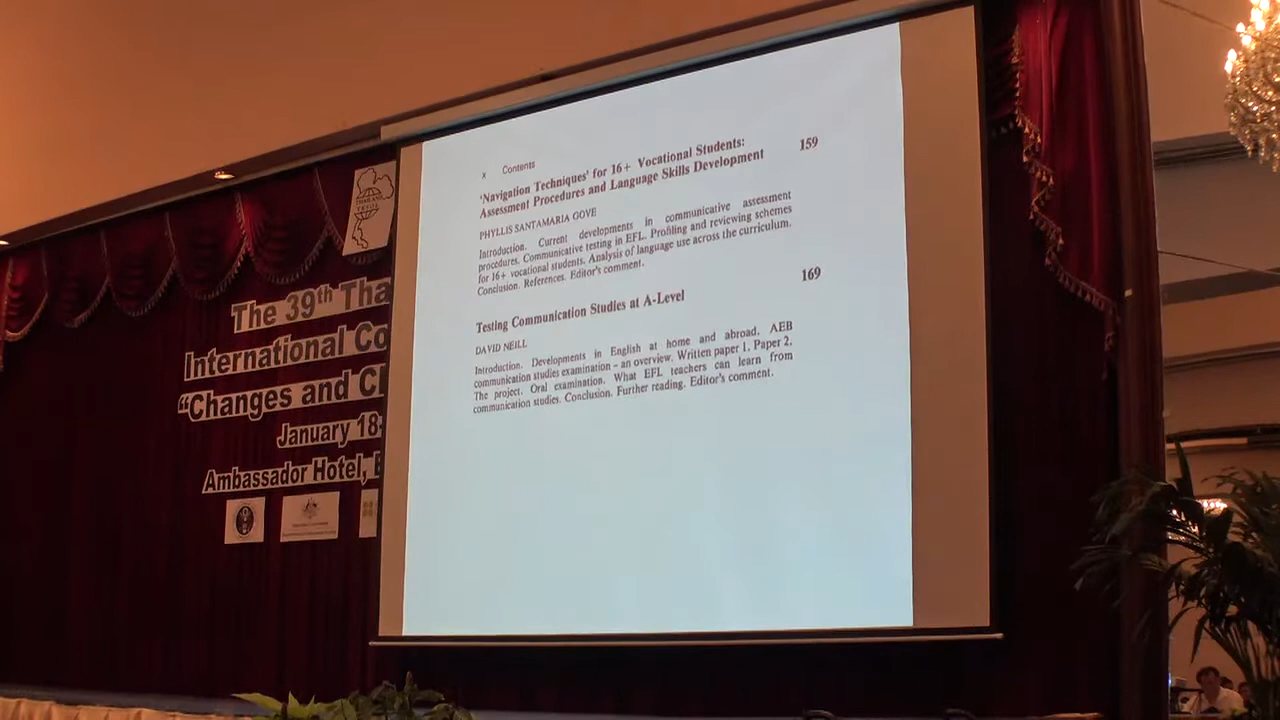 THAILAND
TESOL
The 39th Tha
International Co
“Changes and C
January 18
Ambassador Hotel,
x Contents
‘Navigation Techniques’ for 16+ Vocational Students: 159
Assessment Procedures and Language Skills Development
PHYLLIS SANTAMARIA GOVE
Introduction. Current developments in communicative assessment
procedures. Communicative testing in EFL. Profiling and reviewing schemes
for 16+ vocational students. Analysis of language use across the curriculum.
Conclusion. References. Editor's comment.
Testing Communication Studies at A-Level 169
DAVID NEILL
Introduction. Developments in English at home and abroad. AEB
communication studies examination – an overview. Written paper 1. Paper 2.
The project. Oral examination. What EFL teachers can learn from
communication studies. Conclusion. Further reading. Editor's comment.